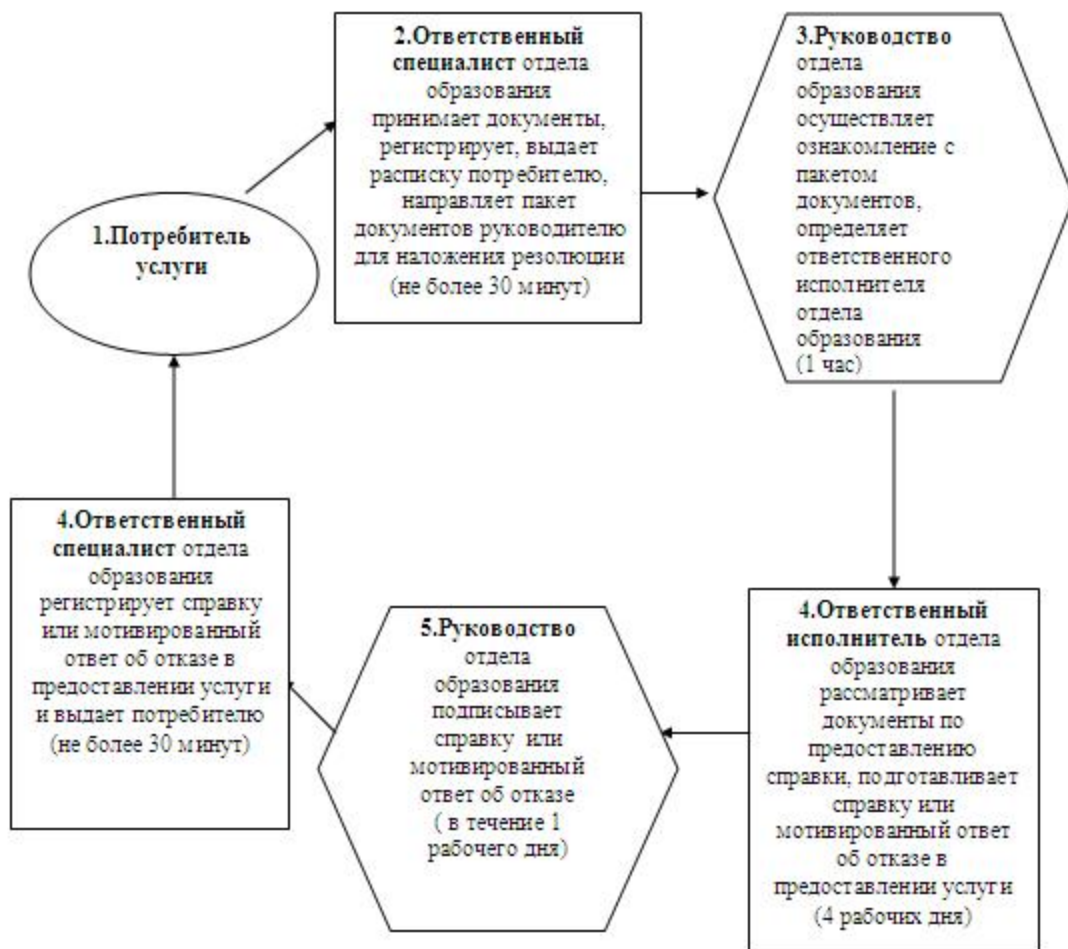 1.Потребитель
услуги
2.Ответственный
специалист отдела
образования
принимает документы,
регистрирует, выдает
расписку потребителю,
направляет пакет
документов руководителю
для наложения резолюции
(не более 30 минут)
3.Руководство
отдела
образования
осуществляет
ознакомление с
пакетом
документов,
определяет
ответственного
исполнителя
отдела
образования
(1 час)
4.Ответственный
исполнитель отдела
образования
рассматривает
документы по
предоставлению
справки, подготавливает
справку или
мотивированный ответ
об отказе в
предоставлении услуги
(4 рабочих дня)
5.Руководство
отдела
образования
подписывает
справку или
мотивированный
ответ об отказе
( в течение 1
рабочего дня)
4.Ответственный
специалист отдела
образования
регистрирует справку
или мотивированный
ответ об отказе в
предоставлении услуги
и выдает потребителю
(не более 30 минут)